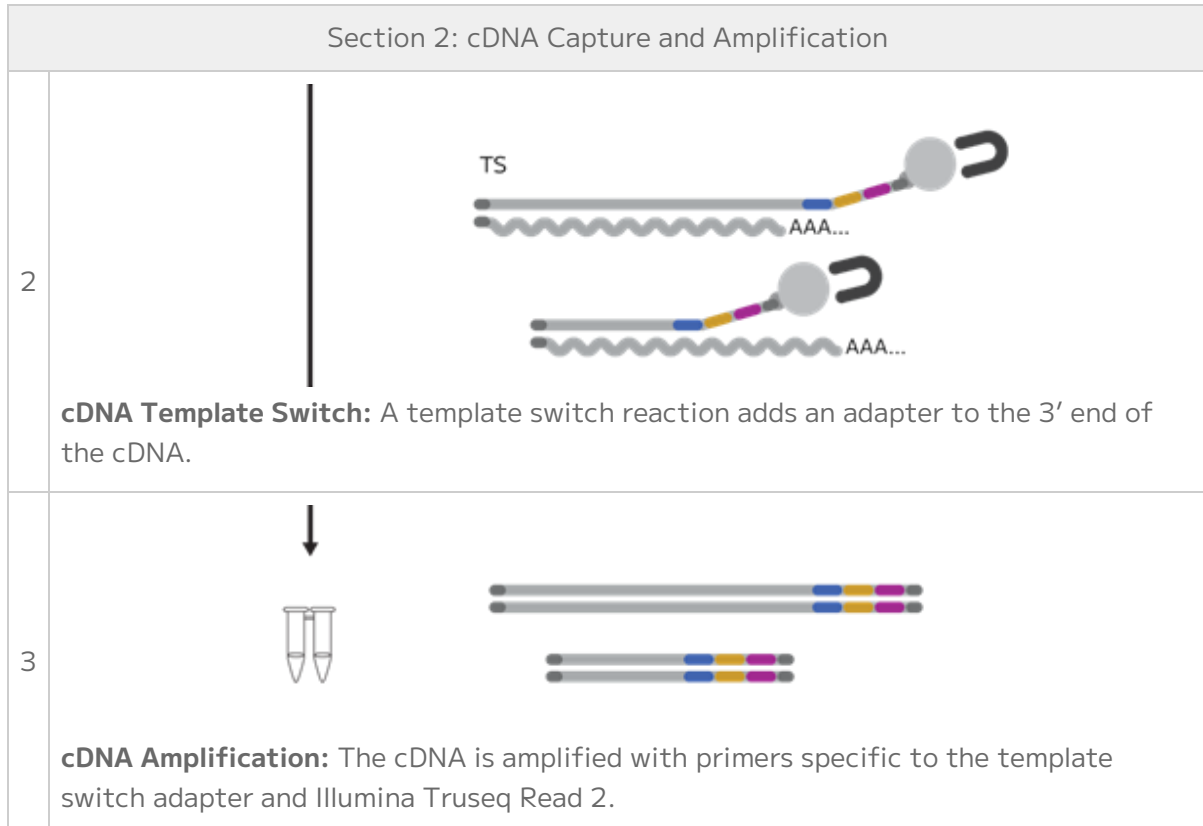 Section 2: cDNA Capture and Amplification
2
TS
AAA...
AAA...
cDNA Template Switch: A template switch reaction adds an adapter to the 3′ end of
the cDNA.
3
cDNA Amplification: The cDNA is amplified with primers specific to the template
switch adapter and Illumina Truseq Read 2.